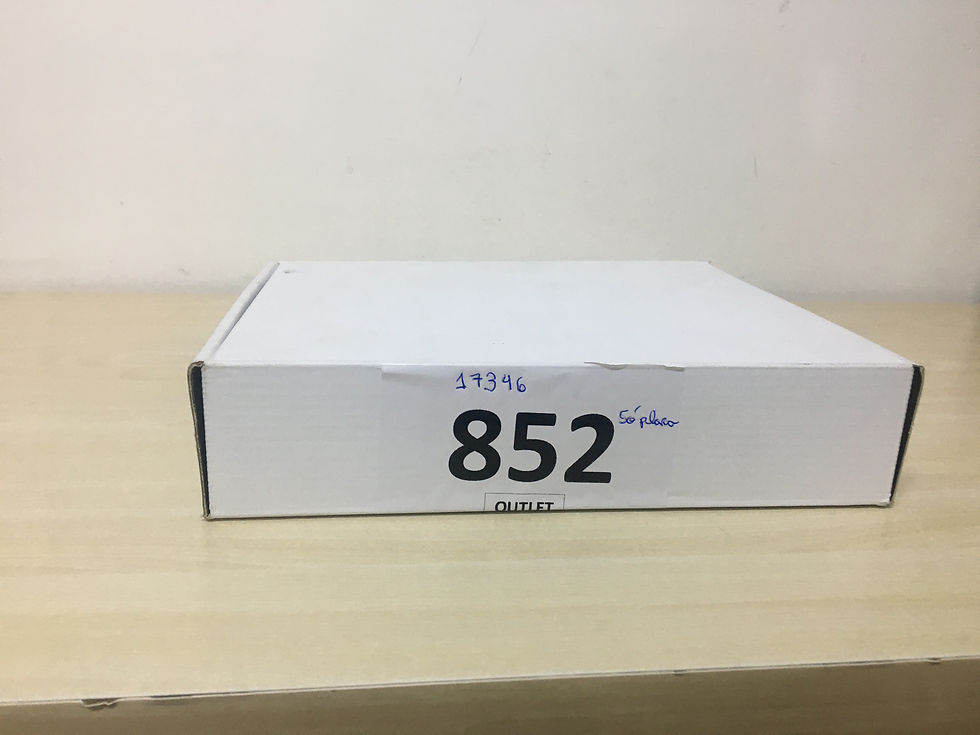 17346
852
Só placa
OUTLET